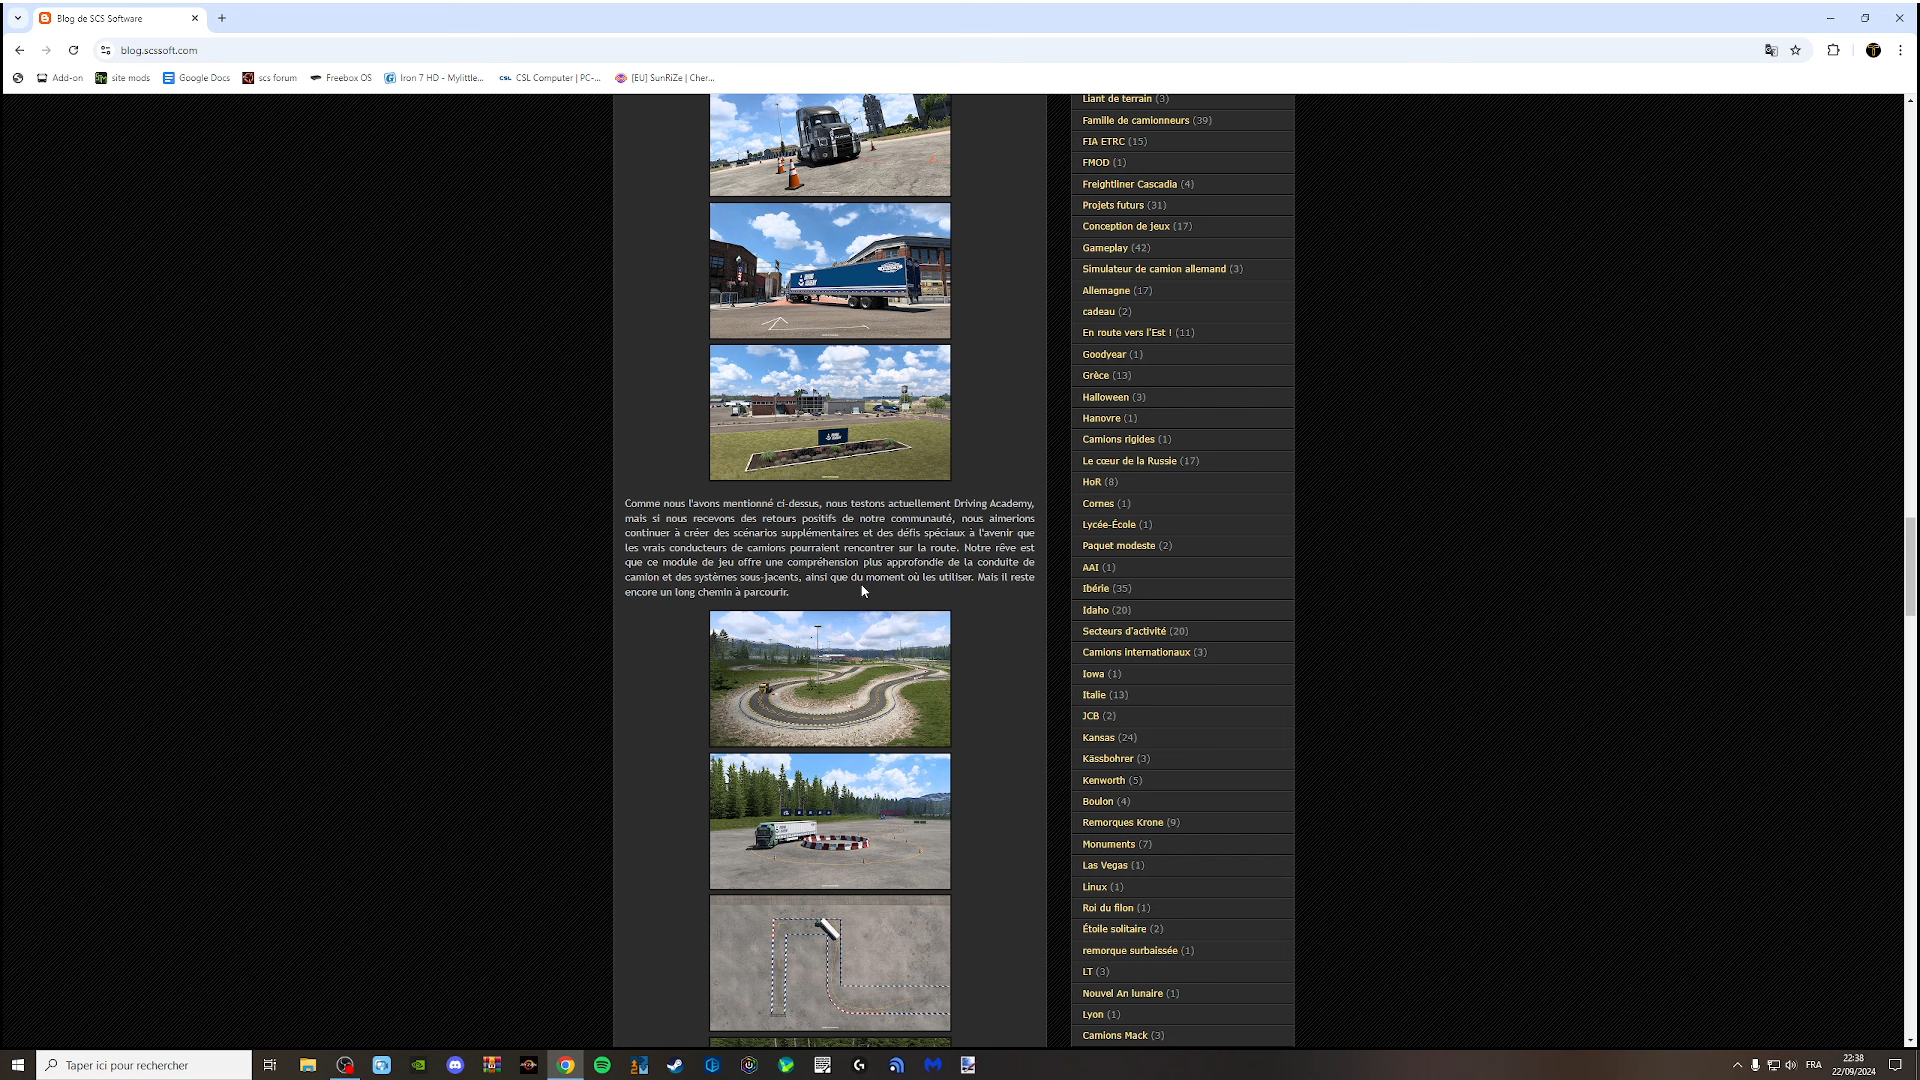 Blog de SCS Software
blog.scssoft.com
Add-on
site mods
Google Docs
scs forum
Freebox OS
Iron 7 HD - Mylittle...
CSL Computer | PC-...
[EU] SunRiZe | Cher...
Liant de terrain (3)
Famille de camionneurs (39)
FIA ETRC (15)
FMOD (1)
Freightliner Cascadia (4)
Projets futurs (31)
Conception de jeux (17)
Gameplay (42)
Simulateur de camion allemand (3)
Allemagne (17)
cadeau (2)
En route vers l'Est ! (11)
Goodyear (1)
Grèce (13)
Halloween (3)
Hanovre (1)
Camions rigides (1)
Le cœur de la Russie (17)
HoR (8)
Cornes (1)
Lycée-École (1)
Paquet modeste (2)
AAI (1)
Ibérie (35)
Idaho (20)
Secteurs d'activité (20)
Camions internationaux (3)
Iowa (1)
Italie (13)
JCB (2)
Kansas (24)
Kässbohrer (3)
Kenworth (5)
Boulon (4)
Remorques Krone (9)
Monuments (7)
Las Vegas (1)
Linux (1)
Roi du filon (1)
Étoile solitaire (2)
remorque surbaissée (1)
LT (3)
Nouvel An lunaire (1)
Lyon (1)
Camions Mack (3)
Comme nous l'avons mentionné ci-dessus, nous testons actuellement Driving Academy,
mais si nous recevons des retours positifs de notre communauté, nous aimerions
continuer à créer des scénarios supplémentaires et des défis spéciaux à l'avenir que
les vrais conducteurs de camions pourraient rencontrer sur la route. Notre rêve est
que ce module de jeu offre une compréhension plus approfondie de la conduite de
camion et des systèmes sous-jacents, ainsi que du moment où les utiliser. Mais il reste
encore un long chemin à parcourir.
Taper ici pour rechercher
FRA
22:38
22/09/2024